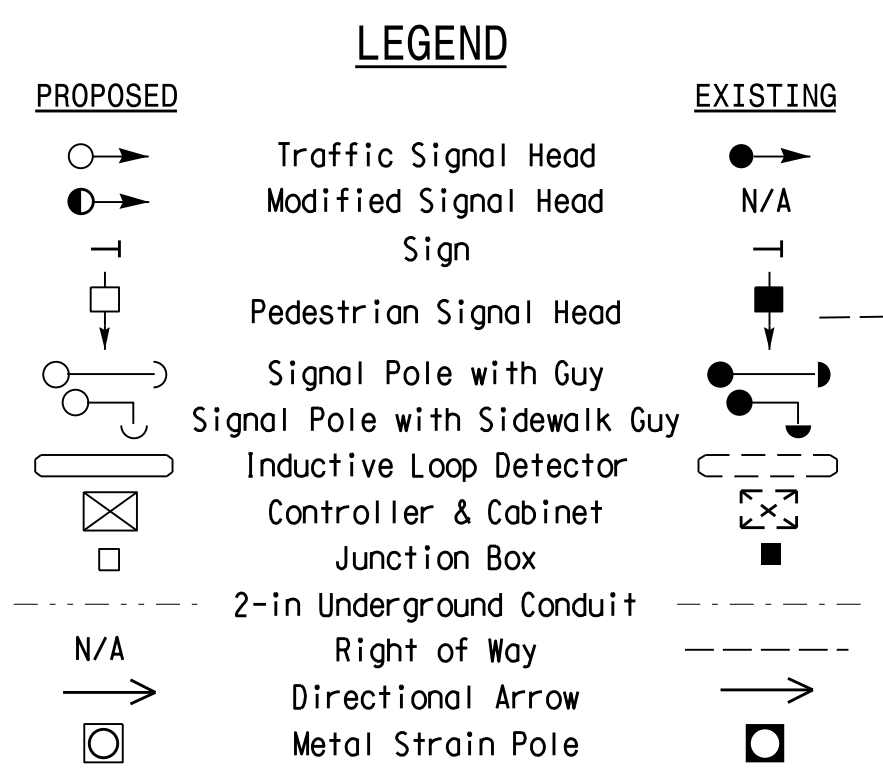 LEGEND
PROPOSED EXISTING
Traffic Signal Head
Modified Signal Head N/A
Sign
Pedestrian Signal Head
Signal Pole with Guy
Signal Pole with Sidewalk Guy
Inductive Loop Detector
Controller & Cabinet
Junction Box
2-in Underground Conduit
N/A Right of Way
Directional Arrow
Metal Strain Pole